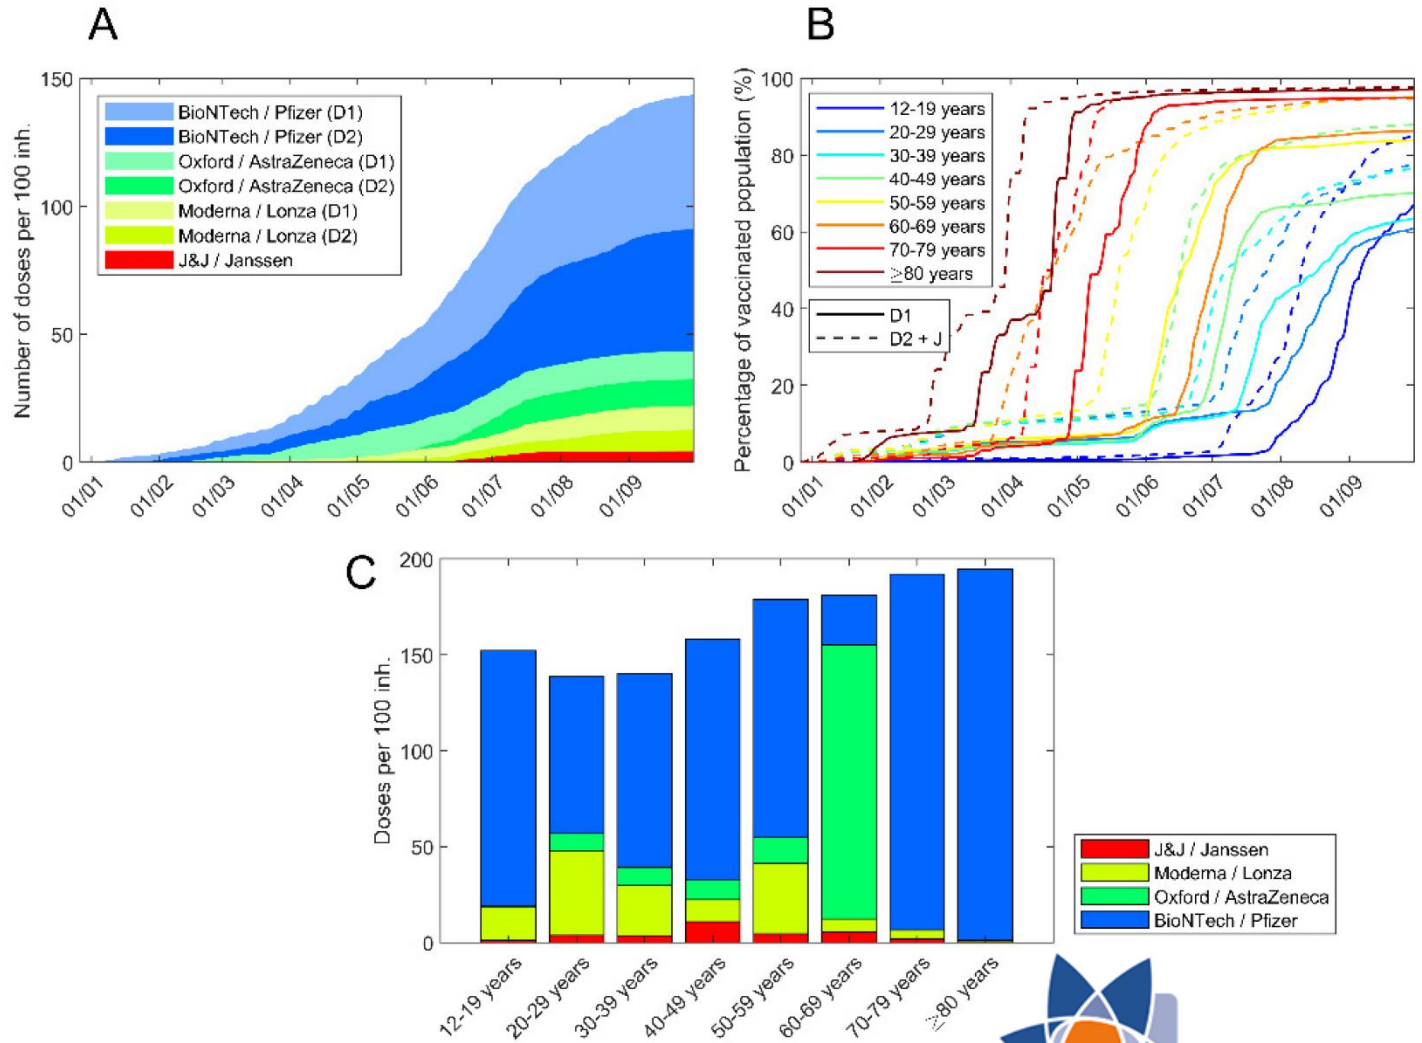 A
Number of doses per 100 inh.
150
100
50
0
BioNTech / Pfizer (D1)
BioNTech / Pfizer (D2)
Oxford / AstraZeneca (D1)
Oxford / AstraZeneca (D2)
Moderna / Lonza (D1)
Moderna / Lonza (D2)
J&J / Janssen
01/01
01/02
01/03
01/04
01/05
01/06
01/07
01/08
01/09
B
Percentage of vaccinated population (%)
100
80
60
40
20
0
12-19 years
20-29 years
30-39 years
40-49 years
50-59 years
60-69 years
70-79 years
≥80 years
D1
D2 + J
01/01
01/02
01/03
01/04
01/05
01/06
01/07
01/08
01/09
C
Doses per 100 inh.
200
150
100
50
0
12-19 years
20-29 years
30-39 years
40-49 years
50-59 years
60-69 years
70-79 years
≥80 years
J&J / Janssen
Moderna / Lonza
Oxford / AstraZeneca
BioNTech / Pfizer